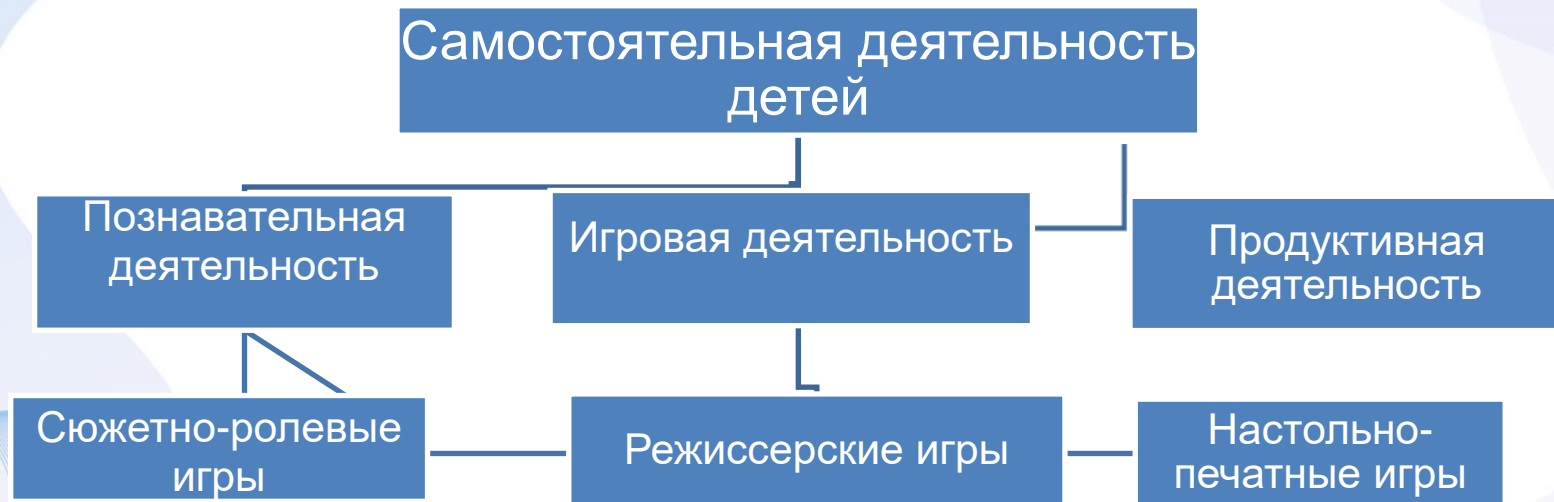 Самостоятельная деятельность
детей
Познавательная
деятельность
Игровая деятельность
Продуктивная
деятельность
Сюжетно-ролевые
игры
Режиссерские игры
Настольно-
печатные игры